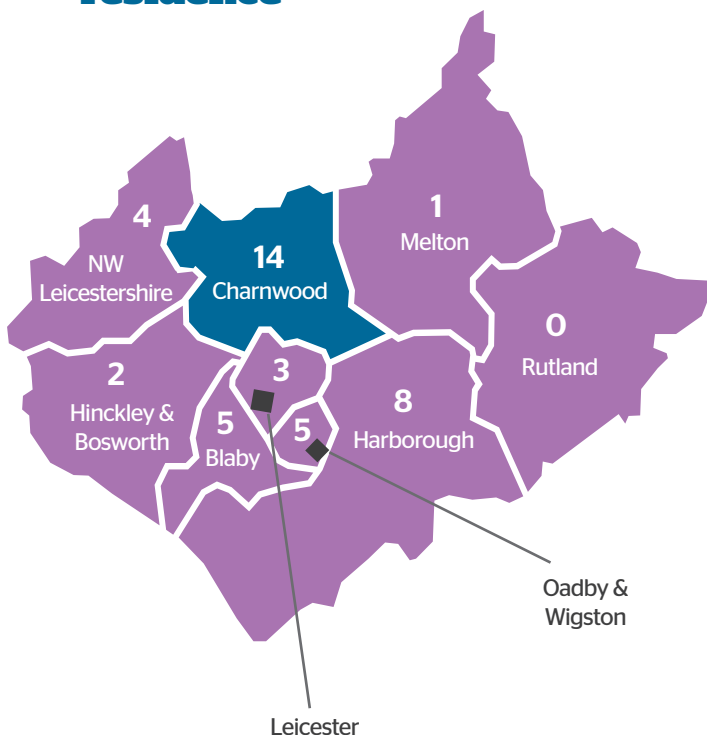 residence
4
NW
Leicestershire
14
Charnwood
1
Melton
0
Rutland
2
Hinckley &
Bosworth
3
5
Blaby
5
8
Harborough
Oadby &
Wigston
Leicester